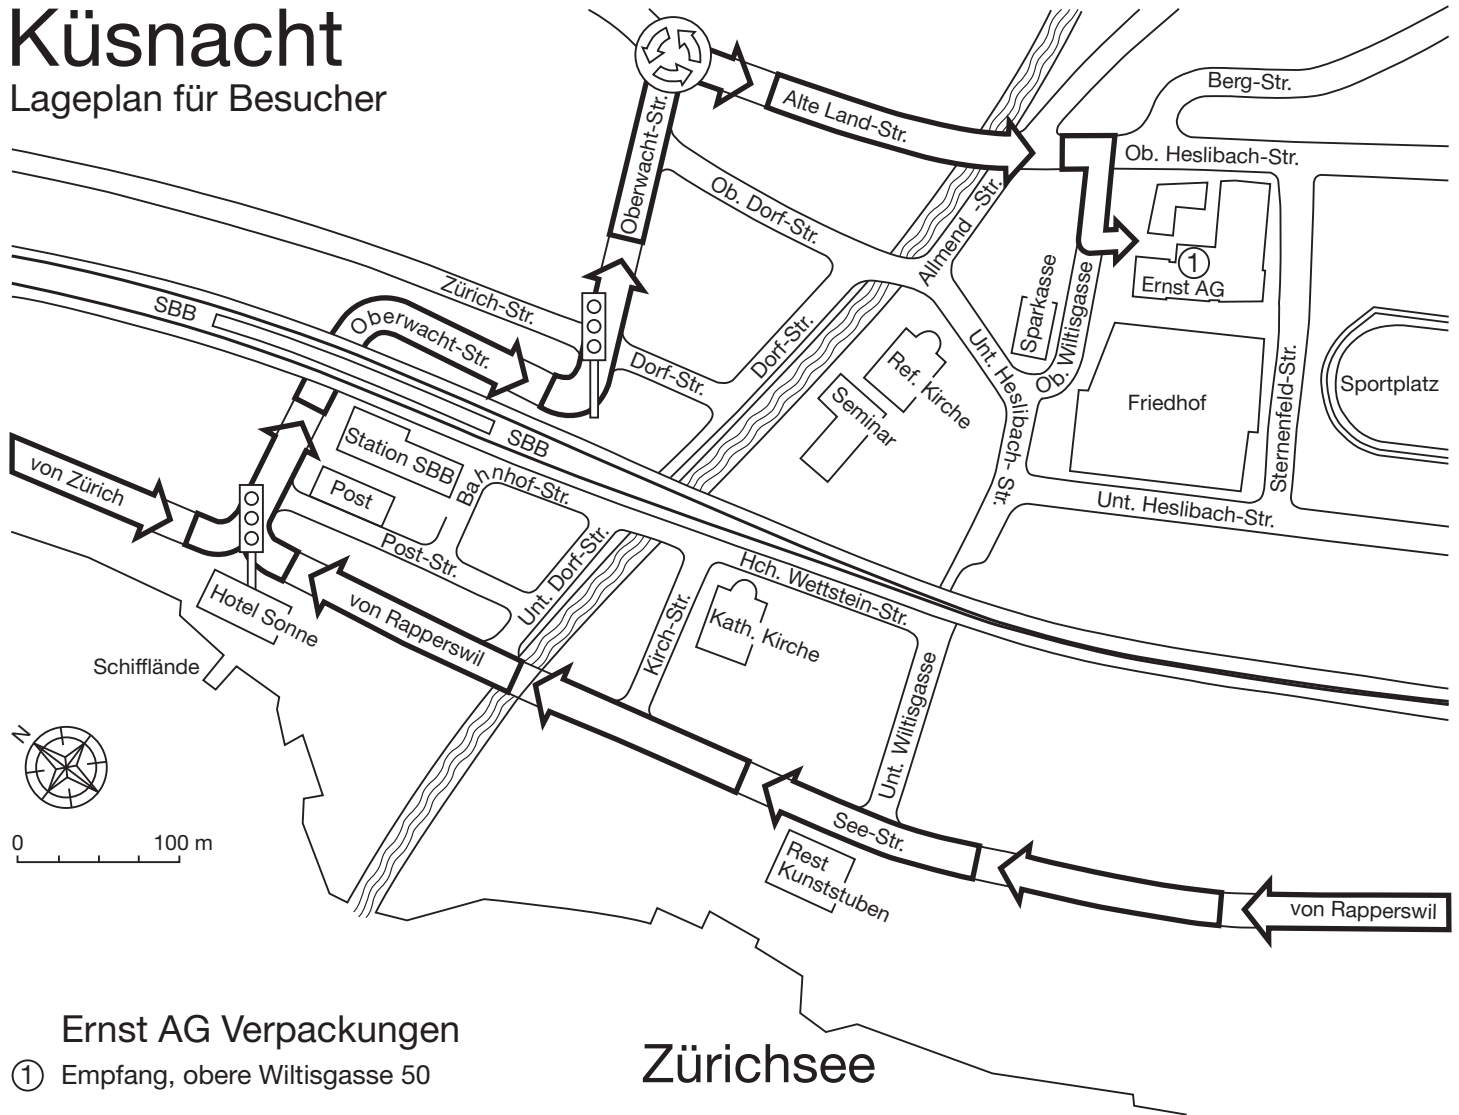 Küsnacht
Lageplan für Besucher
Berg-Str.
Alte Land-Str.
Ob. Heslibach-Str.
Oberwacht-Str.
Ob. Dorf-Str.
Allmend -Str.
1
Ernst AG
Zürich-Str.
SBB
Oberwacht-Str.
Sparkasse
Ob. Wiltisgasse
Dorf-Str.
Dorf-Str.
Ref. Kirche
Unt. Heslibach-Str.
Seminar
Friedhof
Sternenfeld-Str.
Sportplatz
SBB
Station SBB
von Zürich
Post
Bahnhof-Str.
Unt. Heslibach-Str.
Post-Str.
Unt. Dorf-Str.
Hch. Wettstein-Str.
Hotel Sonne
von Rapperswil
Kirch-Str.
Kath. Kirche
Schifflände
Unt. Wiltisgasse
N
0 100 m
See-Str.
Rest
Kunststuben
von Rapperswil
Ernst AG Verpackungen
1 Empfang, obere Wiltisgasse 50
Zürichsee